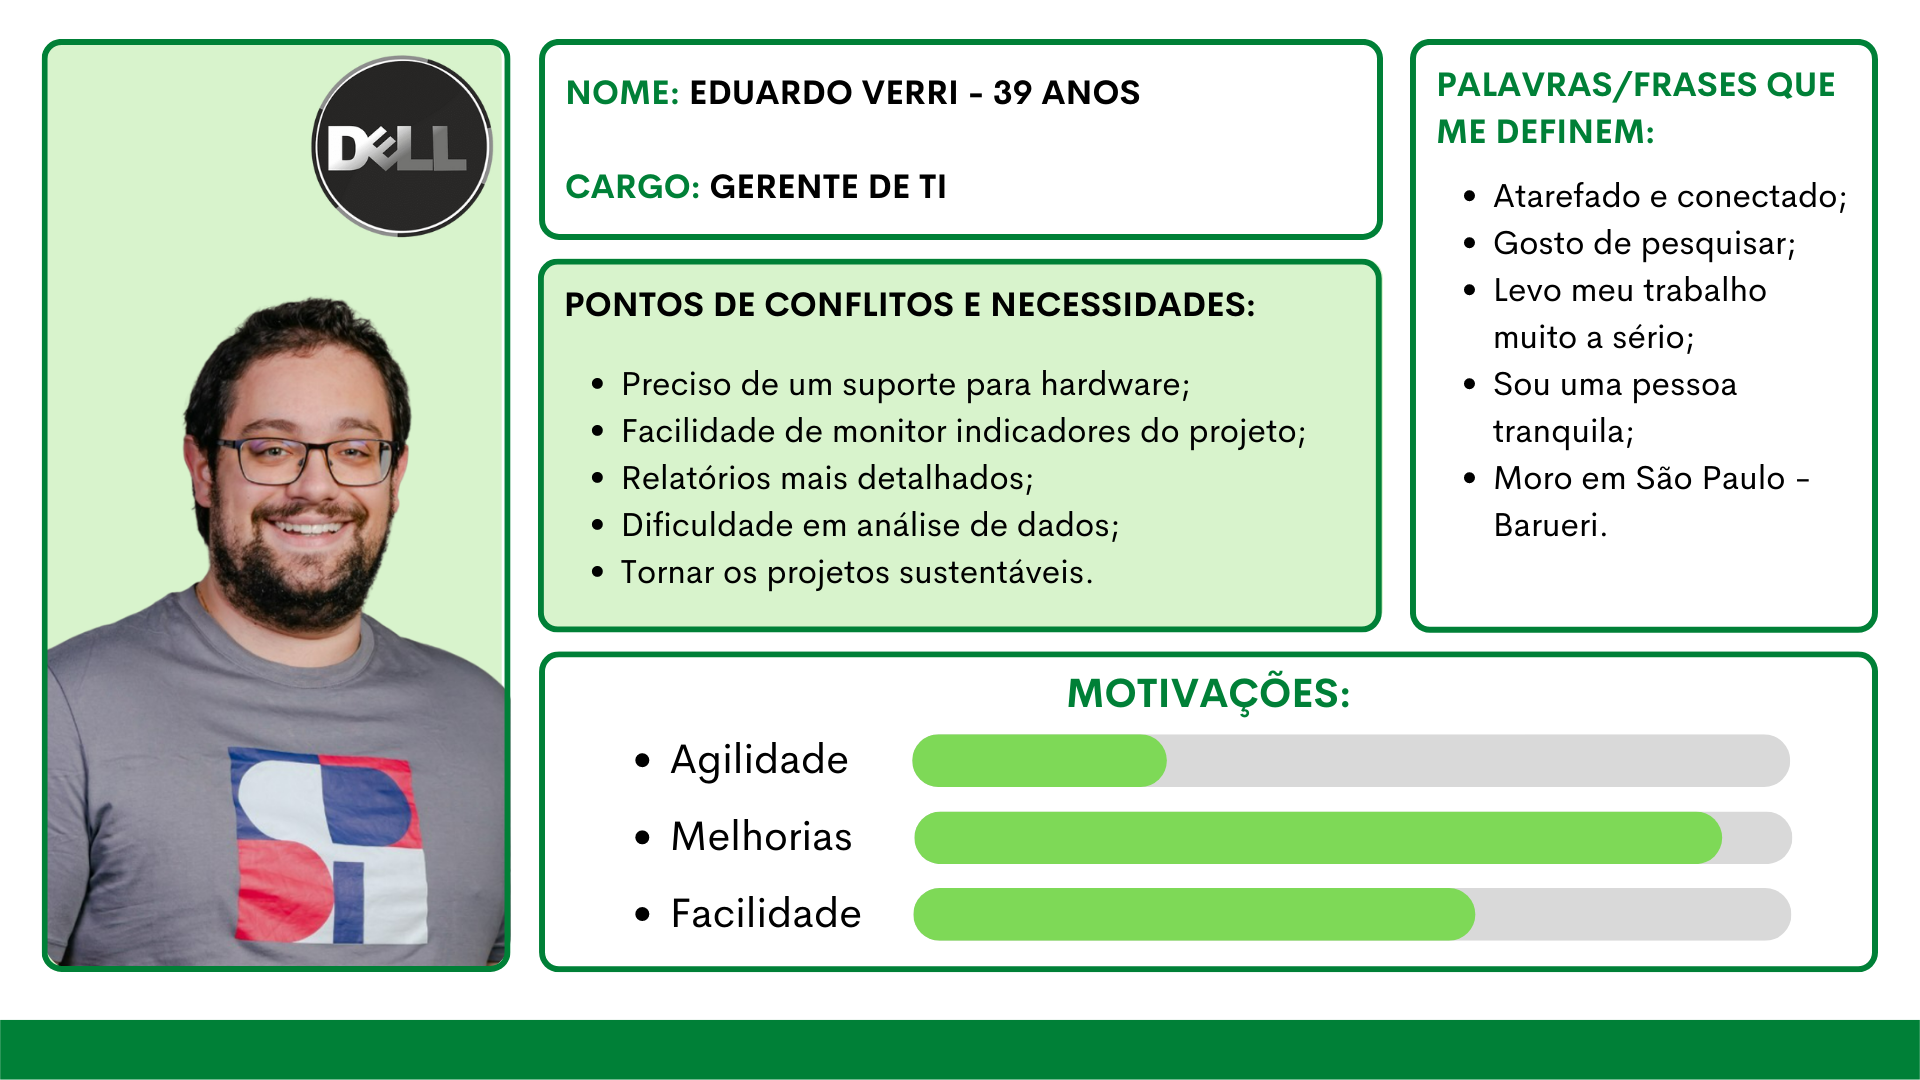 DELL
NOME: EDUARDO VERRI - 39 ANOS
CARGO: GERENTE DE TI
PONTOS DE CONFLITOS E NECESSIDADES:
• Preciso de um suporte para hardware;
• Facilidade de monitor indicadores do projeto;
• Relatórios mais detalhados;
• Dificuldade em análise de dados;
• Tornar os projetos sustentáveis.
PALAVRAS/FRASES QUE
ME DEFINEM:
• Atarefado e conectado;
• Gosto de pesquisar;
• Levo meu trabalho
muito a sério;
• Sou uma pessoa
tranquila;
• Moro em São Paulo -
Barueri.
MOTIVAÇÕES:
• Agilidade
• Melhorias
• Facilidade